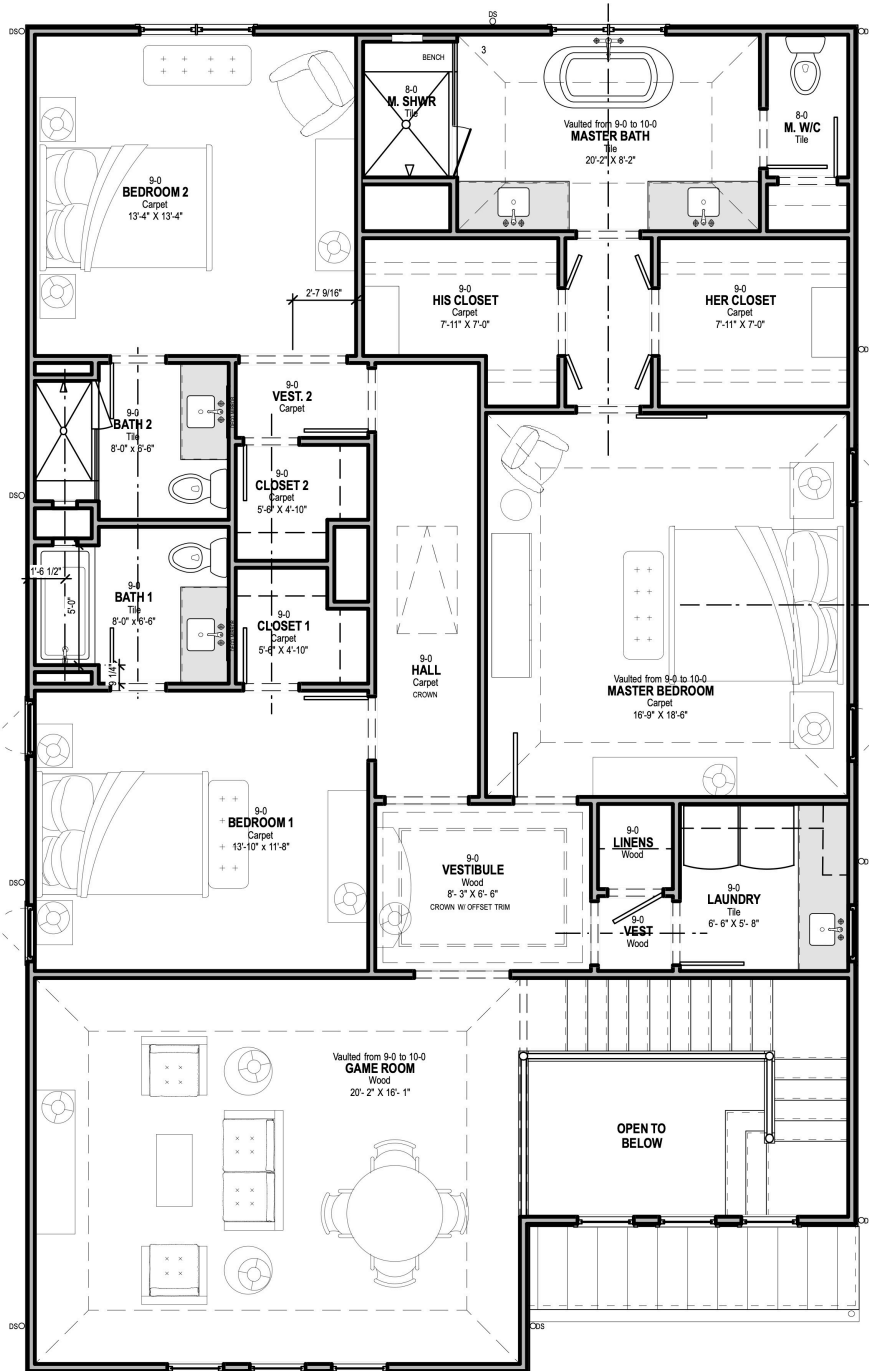 DS
DS
D
BENCH
3
8-0
M. SHWR
Tile
Vaulted from 9-0 to 10-0
MASTER BATH
Tile
20'-2" X 8'-2"
8-0
M. W/C
Tile
9-0
BEDROOM 2
Carpet
13'-4" X 13'-4"
2'-7 9/16"
9-0
HIS CLOSET
Carpet
7'-11" X 7'-0"
9-0
HER CLOSET
Carpet
7'-11" X 7'-0"
D
9-0
VEST. 2
Carpet
9-0
BATH 2
Tile
8'-0" x 6'-6"
9-0
CLOSET 2
Carpet
5'-6" X 4'-10"
DS
1'-6 1/2"
5'-0"
9-0
BATH 1
Tile
8'-0" x 6'-6"
9 1/4"
9-0
CLOSET 1
Carpet
5'-6" X 4'-10"
D
9-0
HALL
Carpet
CROWN
Vaulted from 9-0 to 10-0
MASTER BEDROOM
Carpet
16'-9" X 18'-6"
9-0
BEDROOM 1
Carpet
13'-10" x 11'-8"
DS
9-0
VESTIBULE
Wood
8'- 3" X 6'- 6"
CROWN W/ OFFSET TRIM
9-0
LINENS
Wood
9-0
VEST
Wood
9-0
LAUNDRY
Tile
6'- 6" X 5'- 8"
D
Vaulted from 9-0 to 10-0
GAME ROOM
Wood
20'- 2" X 16'- 1"
OPEN TO
BELOW
D
DS
DS